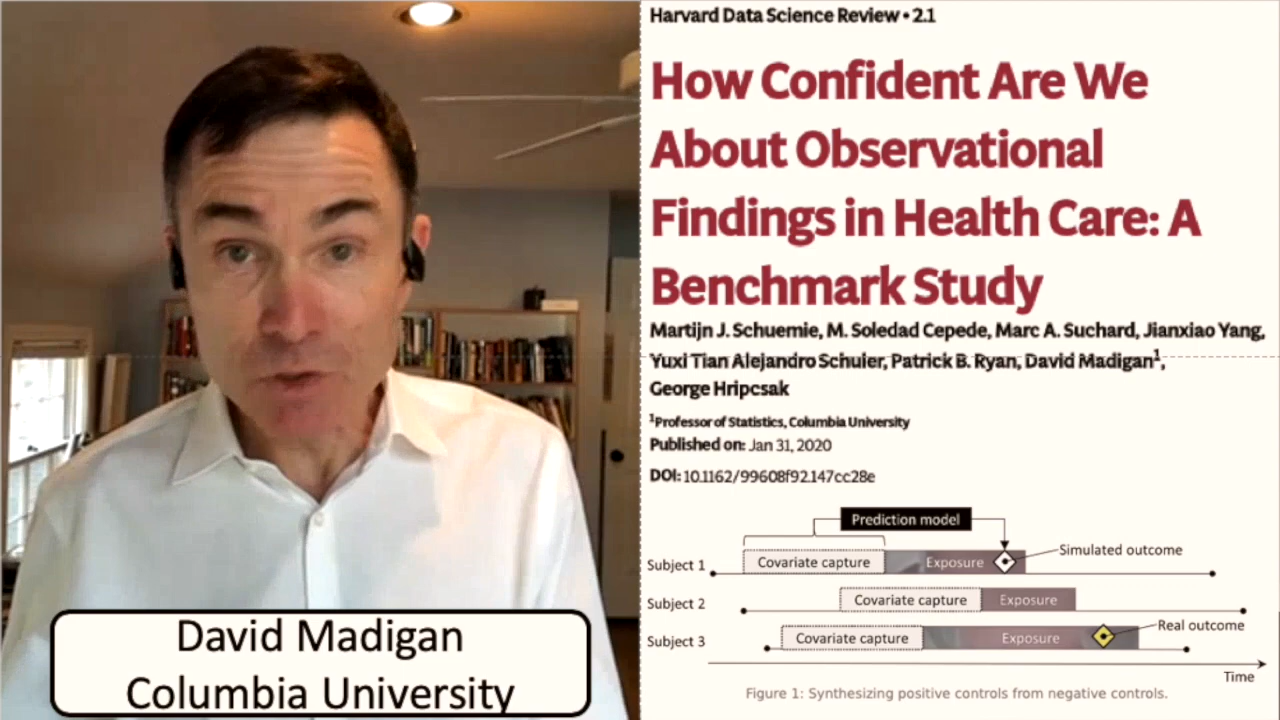 David Madigan
Columbia University
Harvard Data Science Review • 2.1
How Confident Are We
About Observational
Findings in Health Care: A
Benchmark Study
Martijn J. Schuemie, M. Soledad Cepede, Marc A. Suchard, Jianxiao Yang,
Yuxi Tian Alejandro Schuler, Patrick B. Ryan, David Madigan¹,
George Hripcsak
¹Professor of Statistics, Columbia University
Published on: Jan 31, 2020
DOI: 10.1162/99608f92.147cc28e
Prediction model
Simulated outcome
Subject 1 Covariate capture Exposure
Subject 2 Covariate capture Exposure
Real outcome
Subject 3 Covariate capture Exposure
Time
Figure 1: Synthesizing positive controls from negative controls.